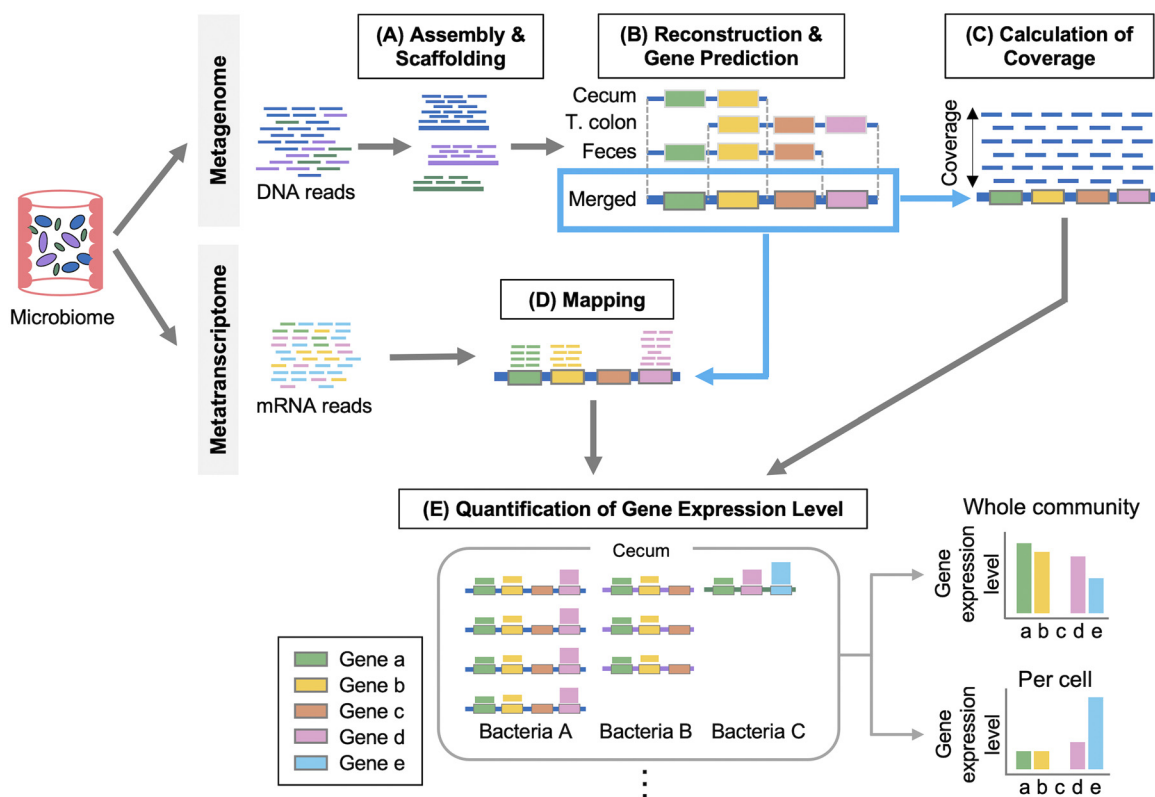 Metagenome
(A) Assembly &
Scaffolding
(B) Reconstruction &
Gene Prediction
(C) Calculation of
Coverage
DNA reads
Cecum
T. colon
Feces
Merged
Coverage
Microbiome
Metatranscriptome
(D) Mapping
mRNA reads
(E) Quantification of Gene Expression Level
Cecum
Bacteria A
Bacteria B
Bacteria C
Gene a
Gene b
Gene c
Gene d
Gene e
Whole community
Gene
expression
level
a b c d e
Per cell
Gene
expression
level
a b c d e